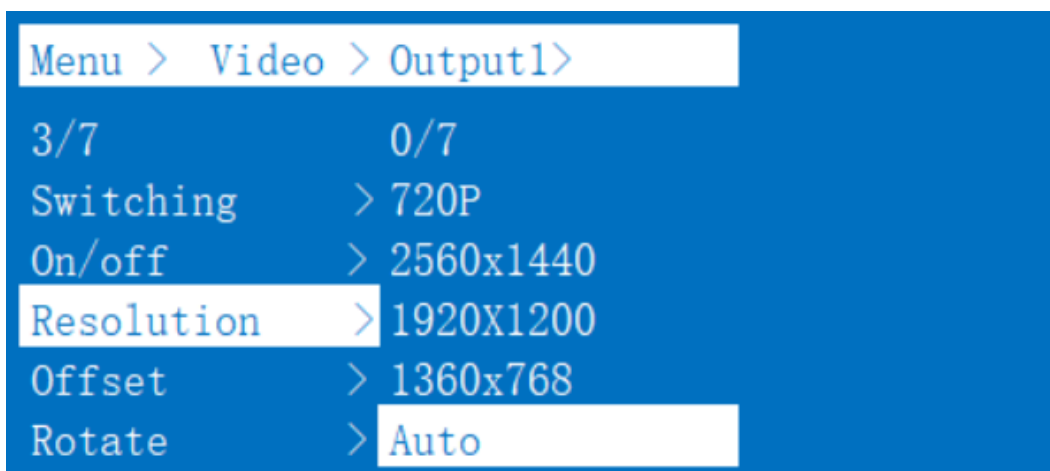 Menu > Video > Output1>
3/7 0/7
Switching > 720P
On/off > 2560x1440
Resolution > 1920X1200
Offset > 1360x768
Rotate > Auto